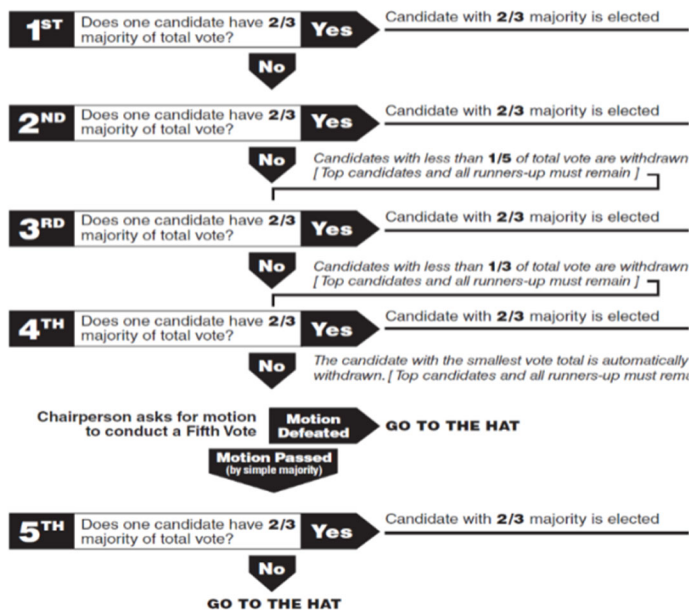 1ST Does one candidate have 2/3 majority of total vote? Yes Candidate with 2/3 majority is elected
No
2ND Does one candidate have 2/3 majority of total vote? Yes Candidate with 2/3 majority is elected
No Candidates with less than 1/5 of total vote are withdrawn
[ Top candidates and all runners-up must remain ]
3RD Does one candidate have 2/3 majority of total vote? Yes Candidate with 2/3 majority is elected
No Candidates with less than 1/3 of total vote are withdrawn
[ Top candidates and all runners-up must remain ]
4TH Does one candidate have 2/3 majority of total vote? Yes Candidate with 2/3 majority is elected
No The candidate with the smallest vote total is automatically
withdrawn. [ Top candidates and all runners-up must
Chairperson asks for motion
to conduct a Fifth Vote
Motion
Defeated
GO TO THE HAT
Motion Passed
(by simple majority)
5TH Does one candidate have 2/3 majority of total vote? Yes Candidate with 2/3 majority is elected
No
GO TO THE HAT